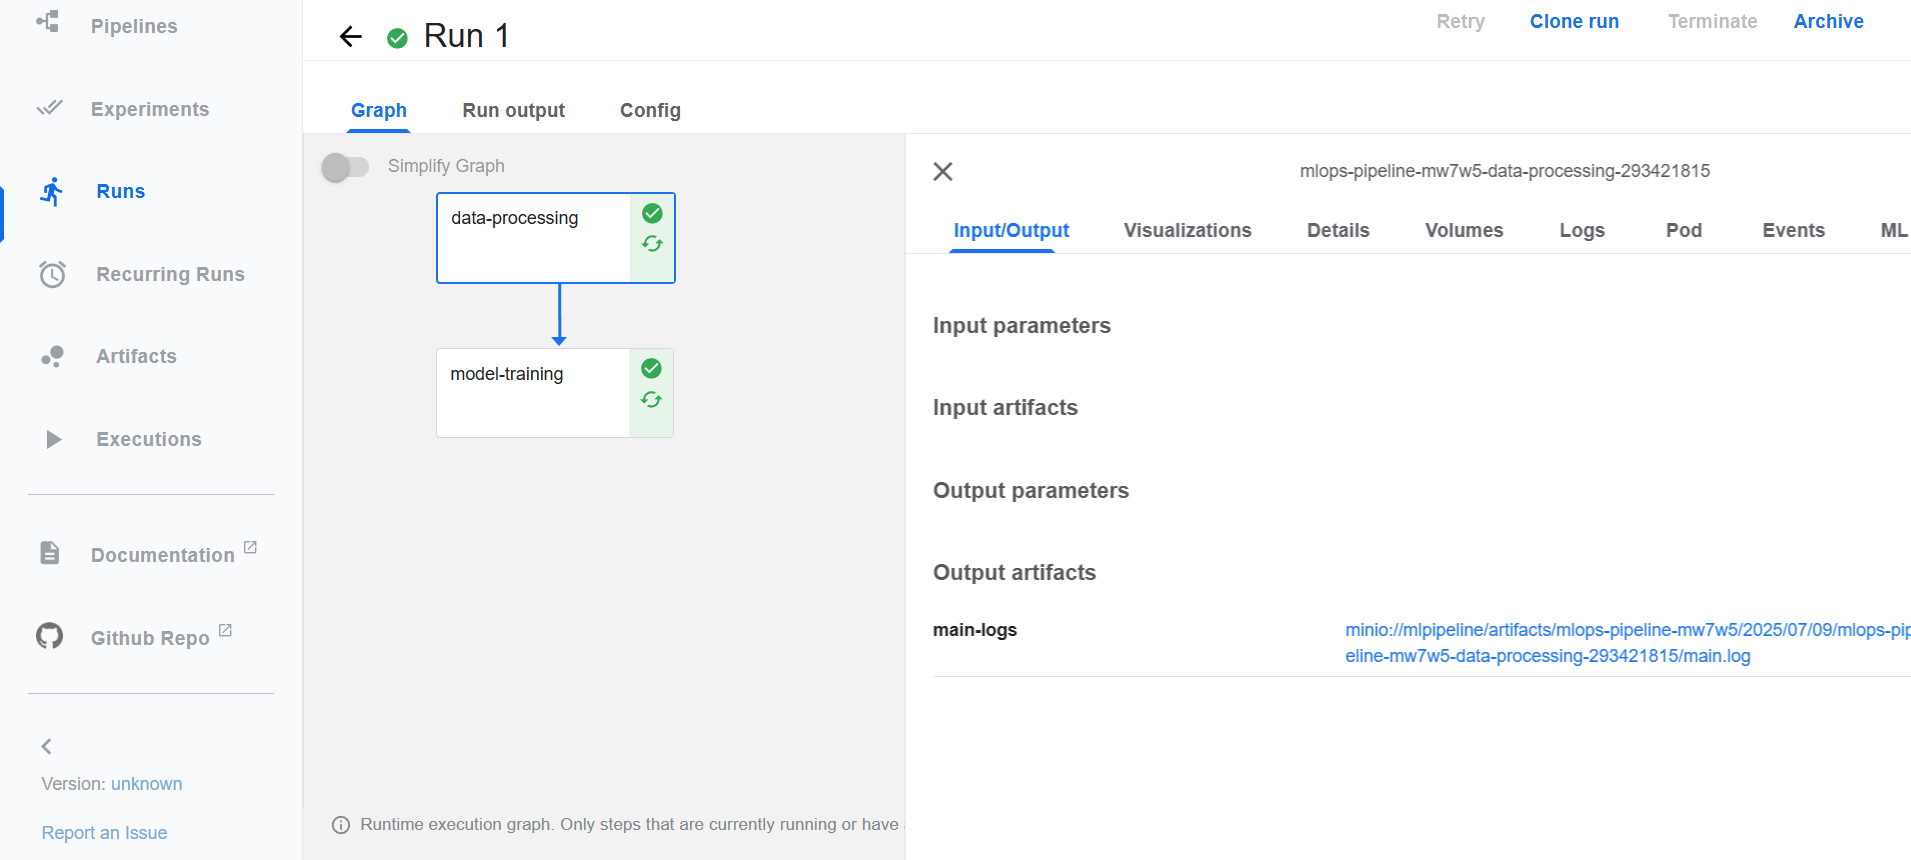 Pipelines
Experiments
Runs
Recurring Runs
Artifacts
Executions
Documentation
Github Repo
Version: unknown
Report an Issue
Run 1
Retry
Clone run
Terminate
Archive
Graph
Run output
Config
Simplify Graph
data-processing
model-training
Runtime execution graph. Only steps that are currently running or have
mlops-pipeline-mw7w5-data-processing-293421815
Input/Output
Visualizations
Details
Volumes
Logs
Pod
Events
ML
Input parameters
Input artifacts
Output parameters
Output artifacts
main-logs
minio://mlpipeline/artifacts/mlops-pipeline-mw7w5/2025/07/09/mlops-pip
eline-mw7w5-data-processing-293421815/main.log